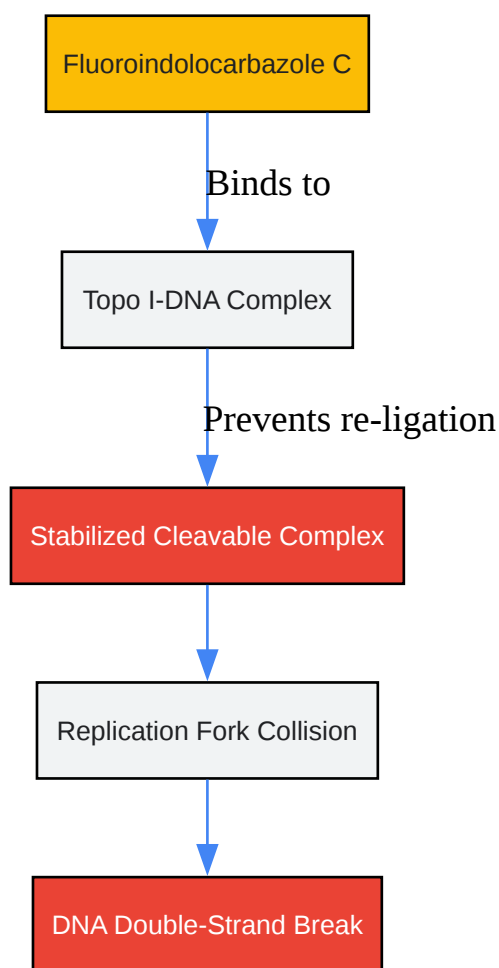 Fluoroindolocarbazole C
Binds to
Topo I-DNA Complex
Prevents re-ligation
Stabilized Cleavable Complex
Replication Fork Collision
DNA Double-Strand Break